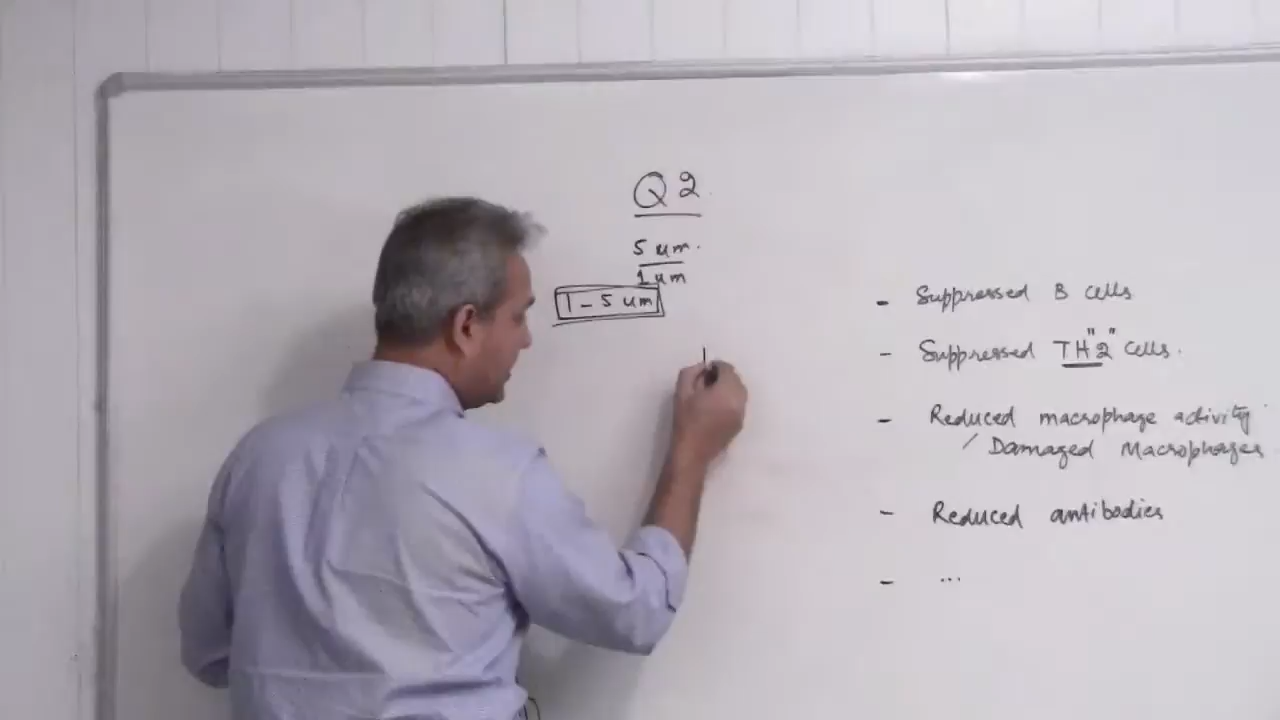 Q2.
5 um.
1 um
1 - 5 um
- Suppressed B cells
- Suppressed TH"2" cells.
- Reduced macrophage activity
/ Damaged Macrophages
- Reduced antibodies
- ...